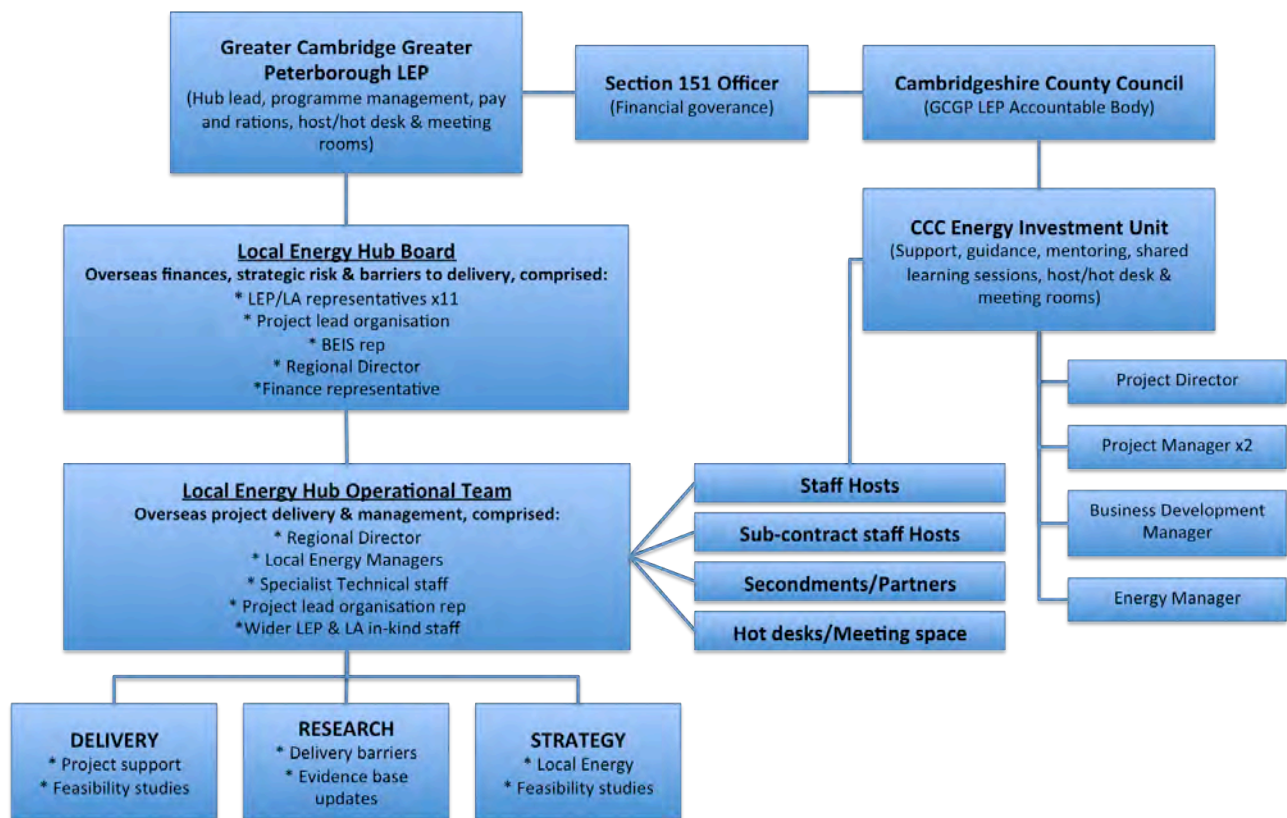 Greater Cambridge Greater
Peterborough LEP
(Hub lead, programme management, pay
and rations, host/hot desk & meeting
rooms)
Section 151 Officer
(Financial goverance)
Cambridgeshire County Council
(GCGP LEP Accountable Body)
Local Energy Hub Board
Overseas finances, strategic risk & barriers to delivery, comprised:
* LEP/LA representatives x11
* Project lead organisation
* BEIS rep
* Regional Director
*Finance representative
CCC Energy Investment Unit
(Support, guidance, mentoring, shared
learning sessions, host/hot desk &
meeting rooms)
Project Director
Project Manager x2
Business Development
Manager
Energy Manager
Local Energy Hub Operational Team
Overseas project delivery & management, comprised:
* Regional Director
* Local Energy Managers
* Specialist Technical staff
* Project lead organisation rep
*Wider LEP & LA in-kind staff
Staff Hosts
Sub-contract staff Hosts
Secondments/Partners
Hot desks/Meeting space
DELIVERY
* Project support
* Feasibility studies
RESEARCH
* Delivery barriers
* Evidence base
updates
STRATEGY
* Local Energy
* Feasibility studies